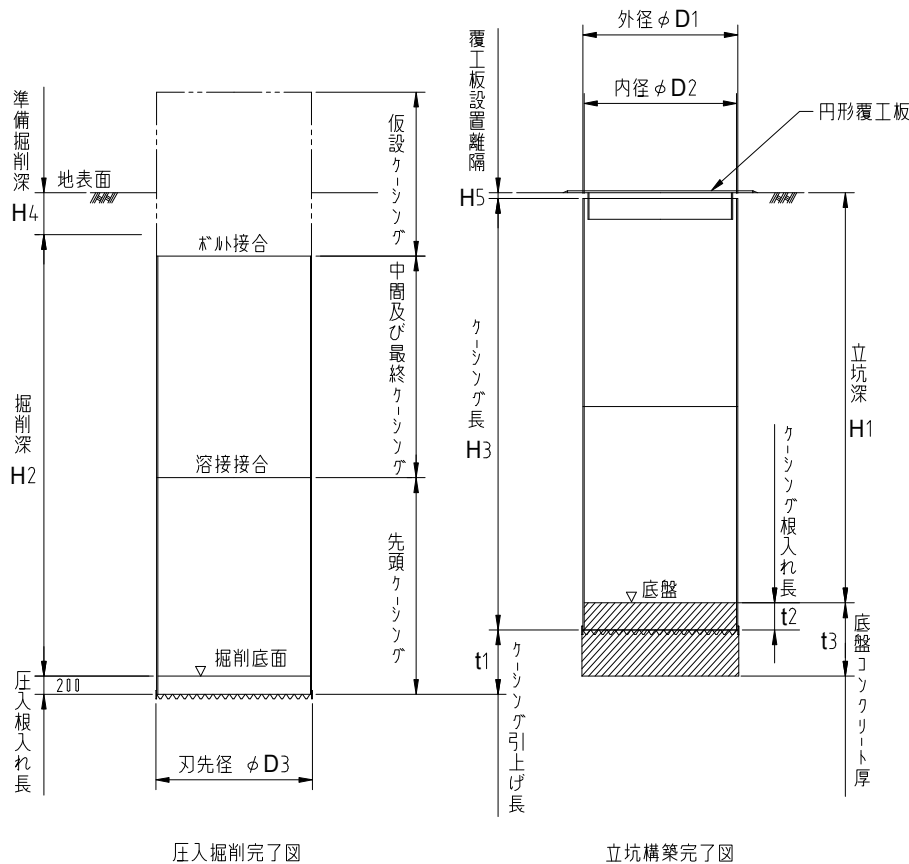 準備掘削深
H4
地表面
掘削深
H2
圧入根入れ長
200
ボルト接合
溶接接合
掘削底面
刃先径 φD3
仮設ケーシング
中間及び最終ケーシング
先頭ケーシング
圧入掘削完了図
覆工板設置離隔
H5
外径φD1
内径φD2
円形覆工板
ケーシング長
H3
立坑深
H1
ケーシング根入れ長
t2
底盤
t1
ケーシング引上げ長
t3
底盤コンクリート厚
立坑構築完了図